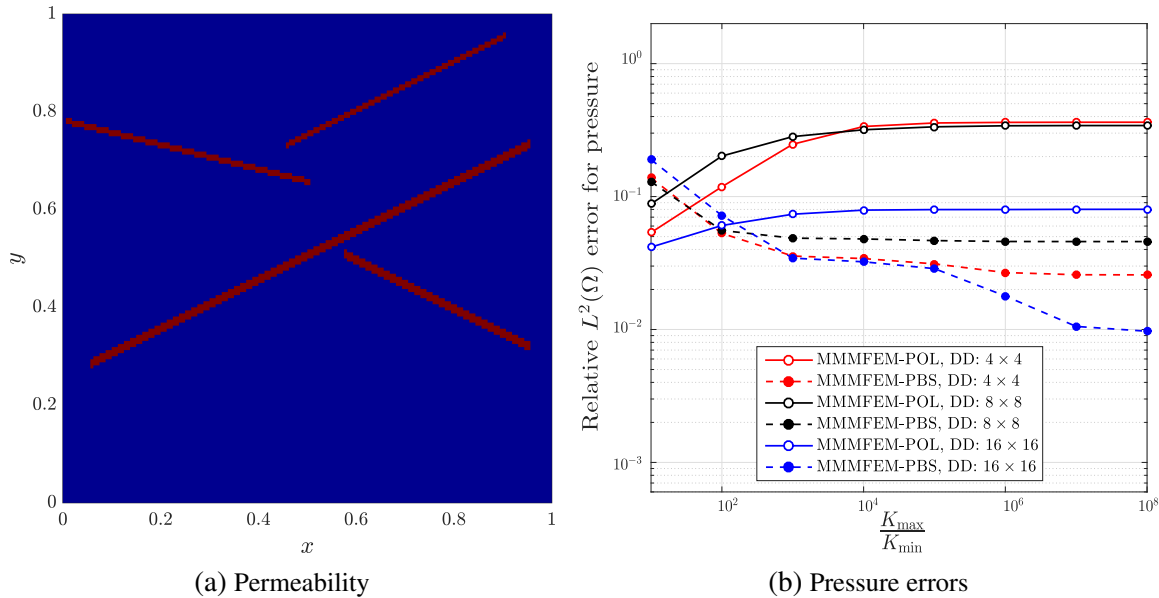 1
0.8
0.6
0.4
0.2
0
y
0 0.2 0.4 0.6 0.8 1
x
(a) Permeability
Relative L²(Ω) error for pressure
10⁰
10⁻¹
10⁻²
10⁻³
MMMFEM-POL, DD: 4 × 4
MMMFEM-PBS, DD: 4 × 4
MMMFEM-POL, DD: 8 × 8
MMMFEM-PBS, DD: 8 × 8
MMMFEM-POL, DD: 16 × 16
MMMFEM-PBS, DD: 16 × 16
10² 10⁴ 10⁶ 10⁸
K_max
K_min
(b) Pressure errors